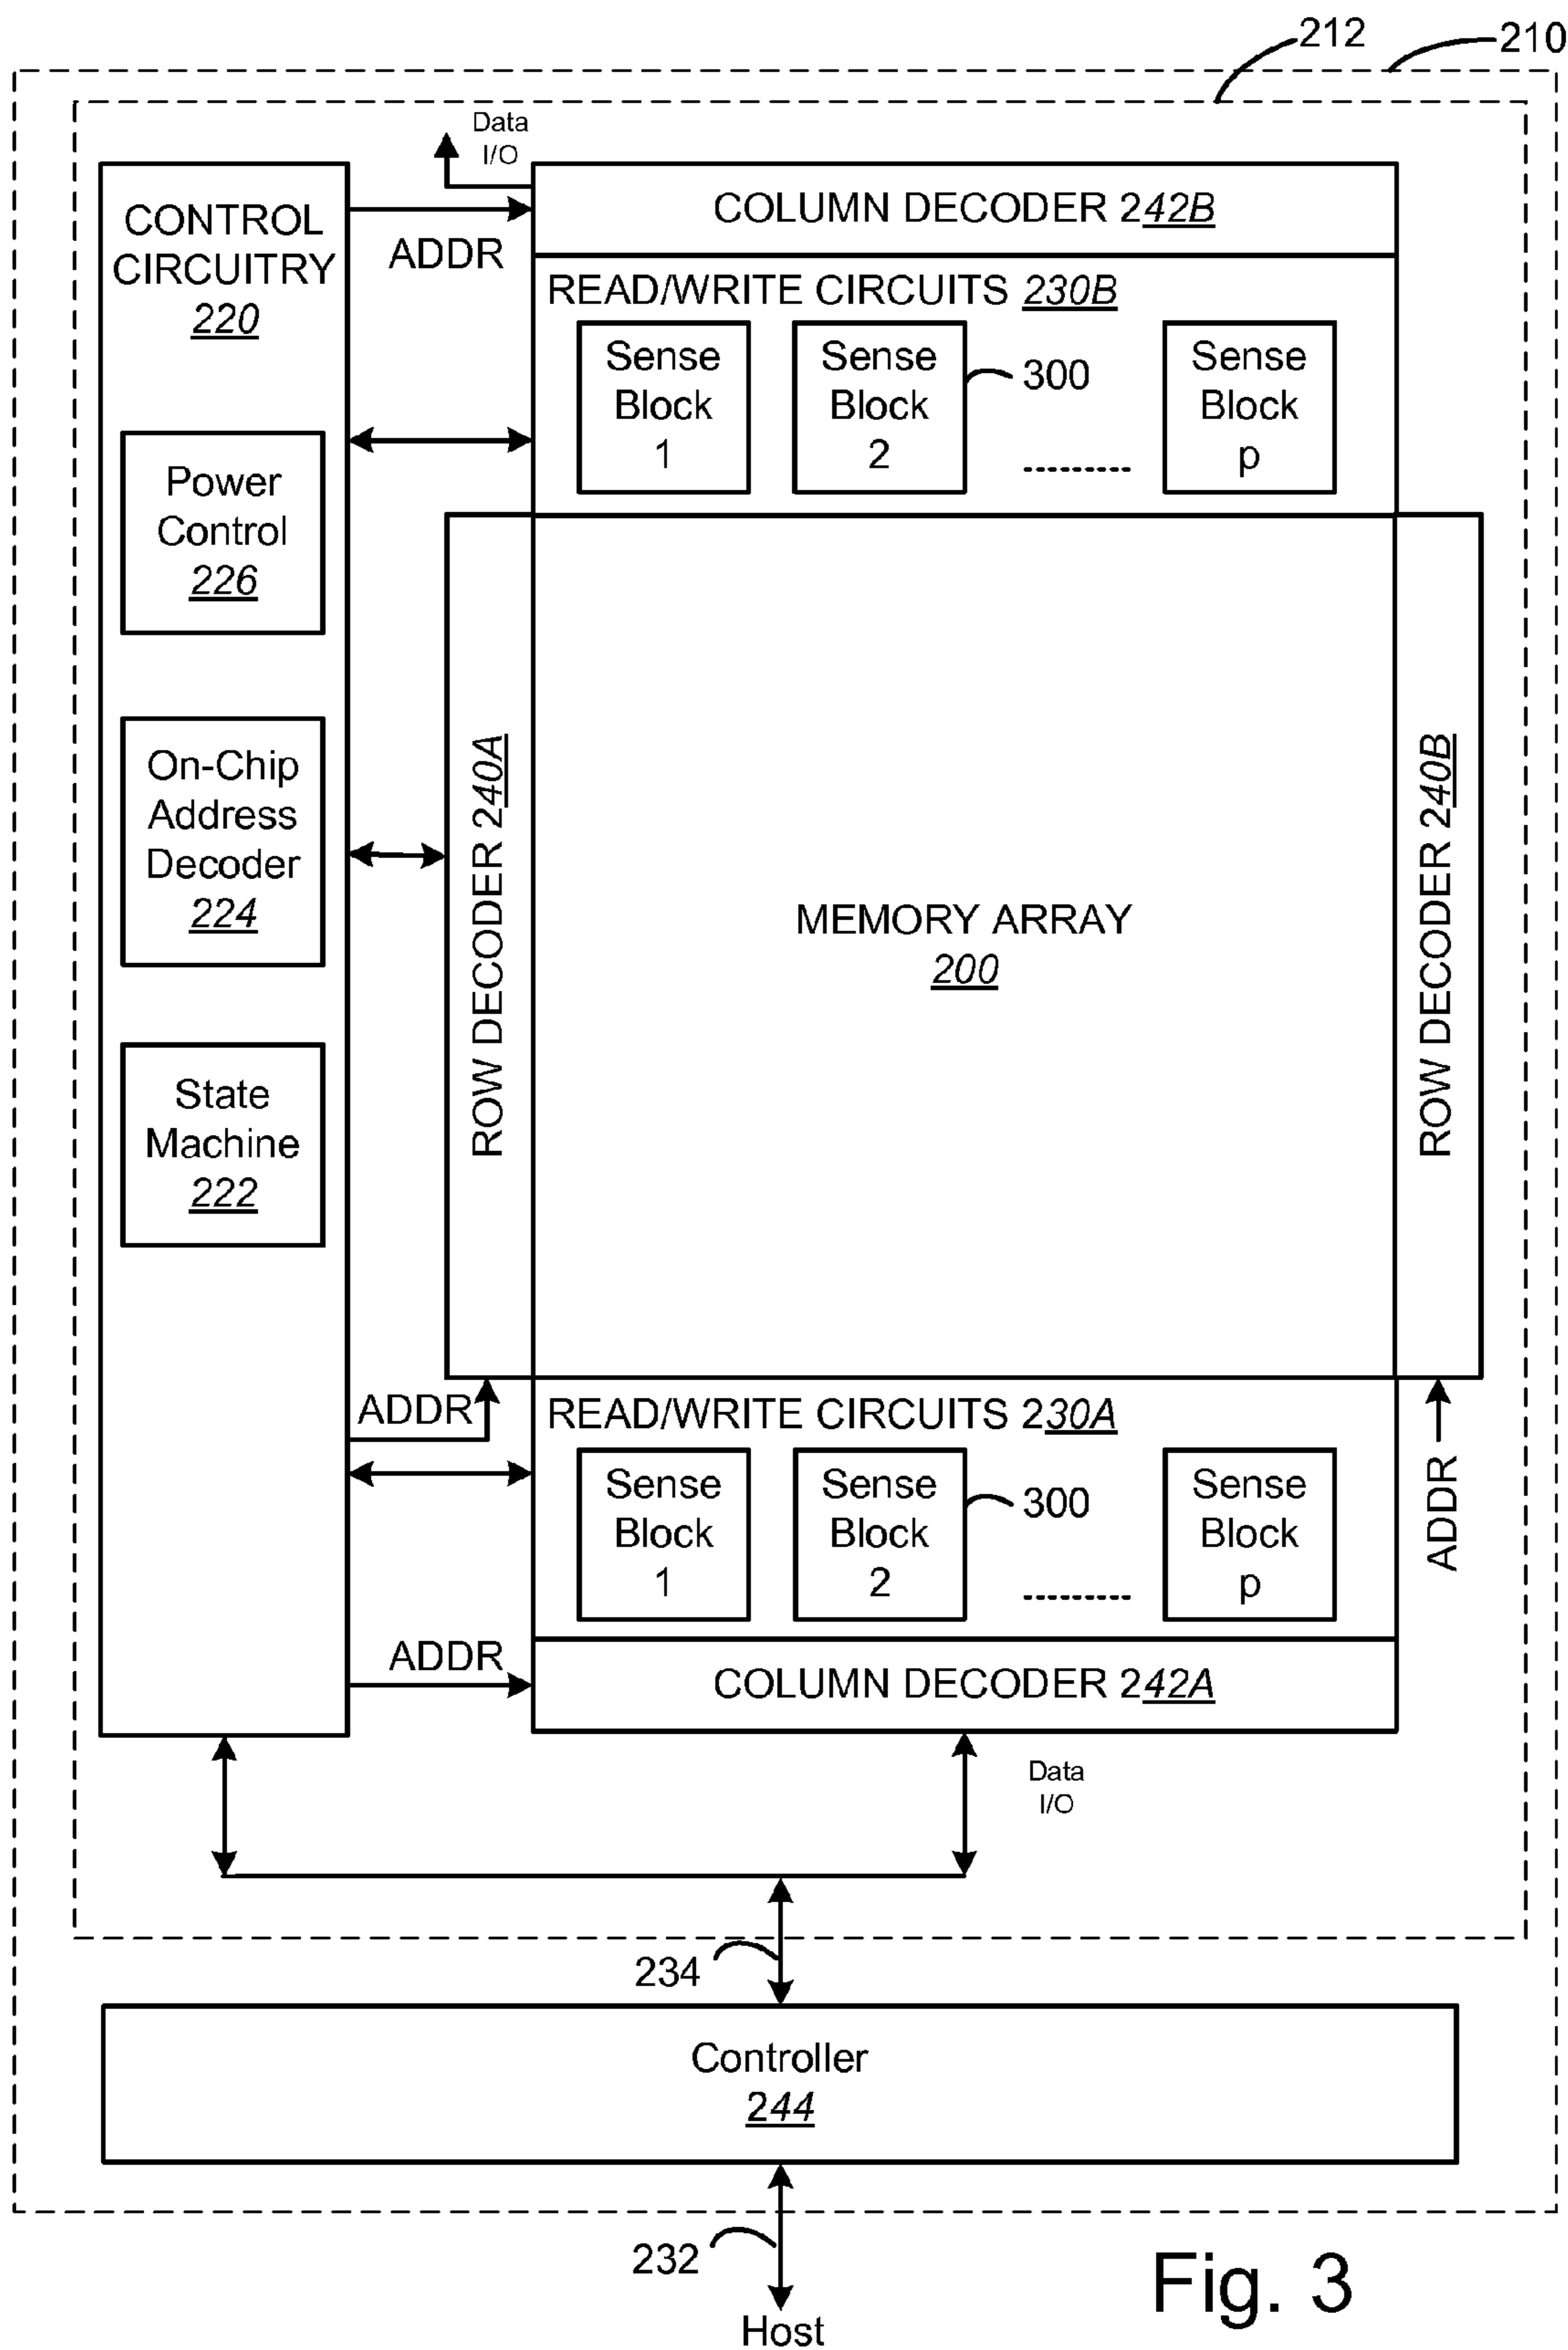 212
210
Data
I/O
CONTROL
CIRCUITRY
220
ADDR
COLUMN DECODER 242B
READ/WRITE CIRCUITS 230B
Sense
Block
1
Sense
Block
2
300
Sense
Block
p
Power
Control
226
On-Chip
Address
Decoder
224
State
Machine
222
ROW DECODER 240A
MEMORY ARRAY
200
ROW DECODER 240B
ADDR
READ/WRITE CIRCUITS 230A
Sense
Block
1
Sense
Block
2
300
Sense
Block
p
ADDR
ADDR
COLUMN DECODER 242A
Data
I/O
234
Controller
244
232
Host
Fig. 3